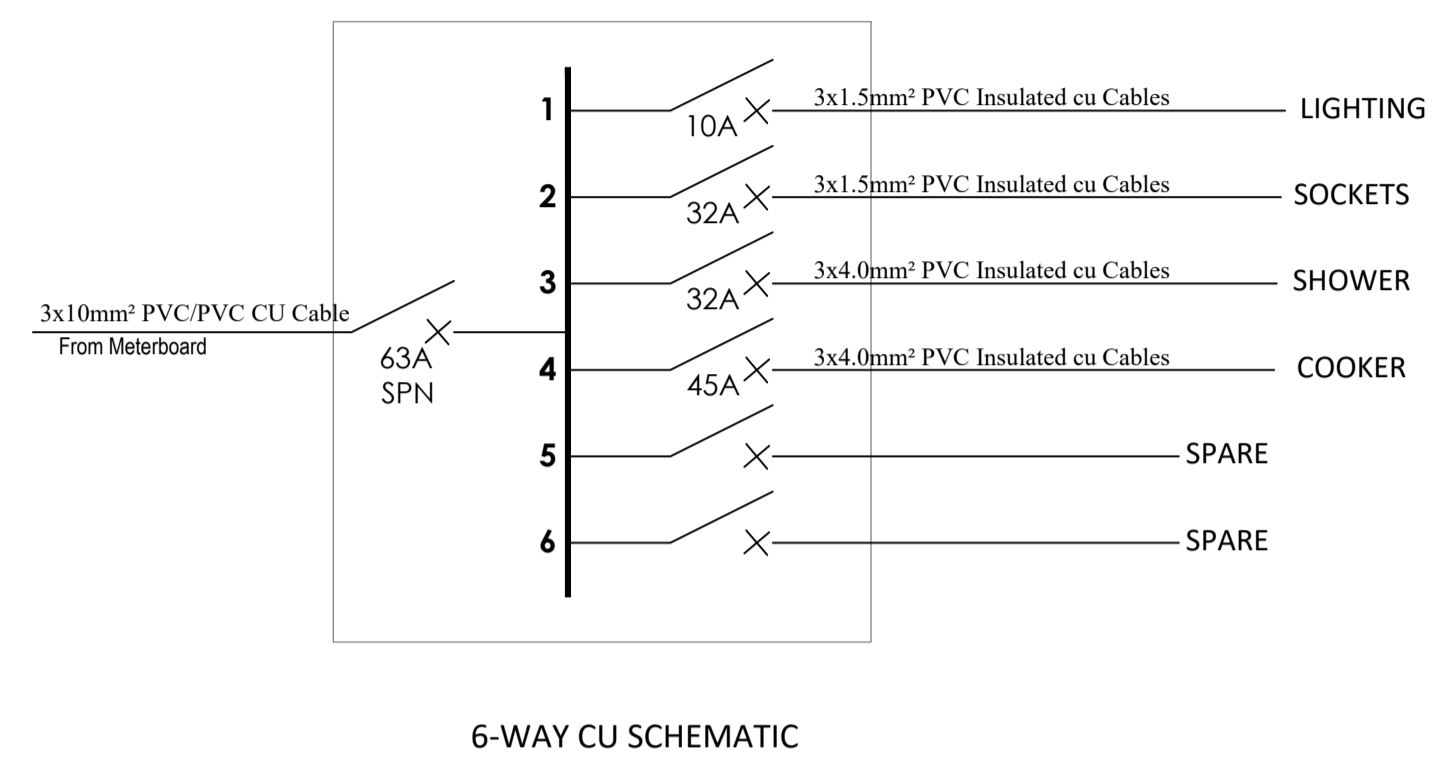 1
10A
3x1.5mm² PVC Insulated cu Cables
LIGHTING
2
32A
3x1.5mm² PVC Insulated cu Cables
SOCKETS
3
32A
3x4.0mm² PVC Insulated cu Cables
SHOWER
3x10mm² PVC/PVC CU Cable
From Meterboard
63A
SPN
4
45A
3x4.0mm² PVC Insulated cu Cables
COOKER
5
SPARE
6
SPARE
6-WAY CU SCHEMATIC